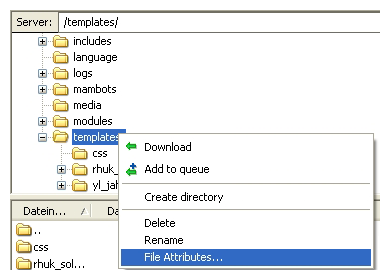 Server: /templates/
includes
language
logs
mambots
media
modules
templates
css
rhuk_
yl_jah
Download
Add to queue
Create directory
Delete
Rename
File Attributes...
Datein... / Da
..
css
rhuk_sol...